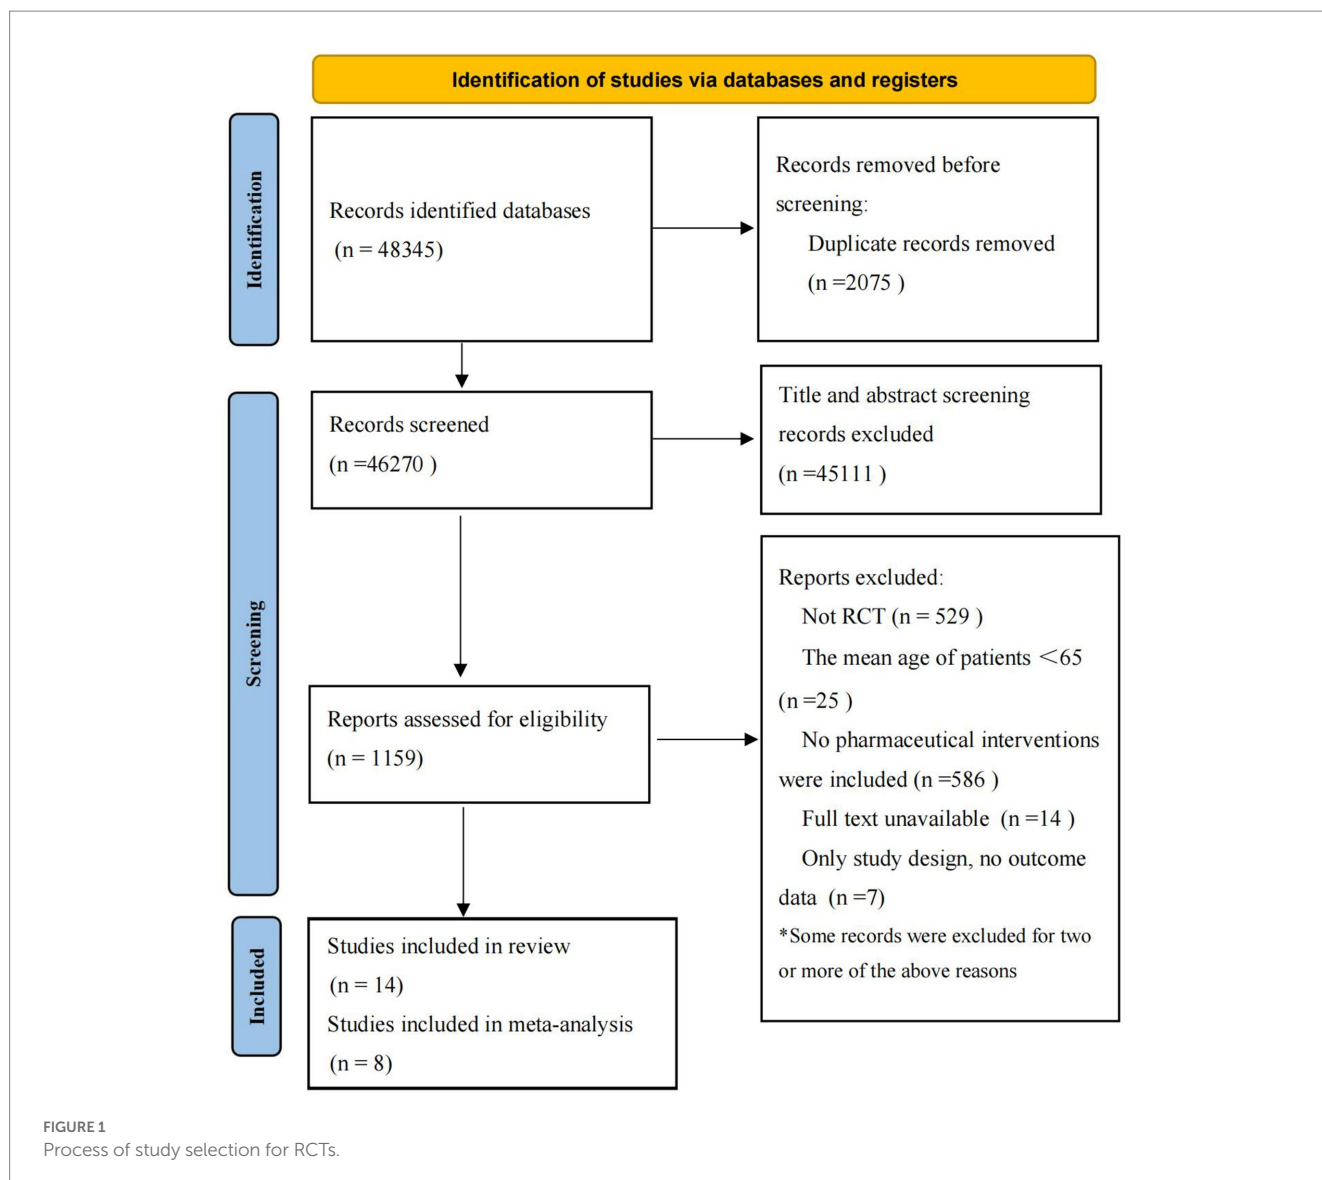 Identification of studies via databases and registers
Identification
Records identified databases
(n = 48345)
Records removed before
screening:
Duplicate records removed
(n =2075 )
Screening
Records screened
(n =46270 )
Title and abstract screening
records excluded
(n =45111 )
Reports assessed for eligibility
(n = 1159)
Reports excluded:
Not RCT (n = 529 )
The mean age of patients <65
(n =25 )
No pharmaceutical interventions
were included (n =586 )
Full text unavailable (n =14 )
Only study design, no outcome
data (n =7)
*Some records were excluded for two
or more of the above reasons
Included
Studies included in review
(n = 14)
Studies included in meta-analysis
(n = 8)
FIGURE 1
Process of study selection for RCTs.